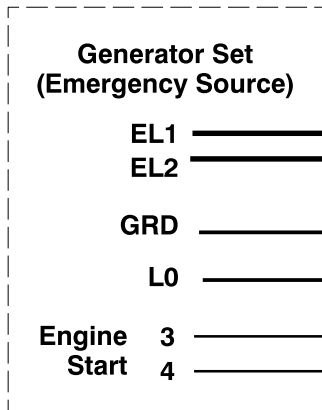 Generator Set
(Emergency Source)
EL1
EL2
GRD
L0
Engine 3
Start 4